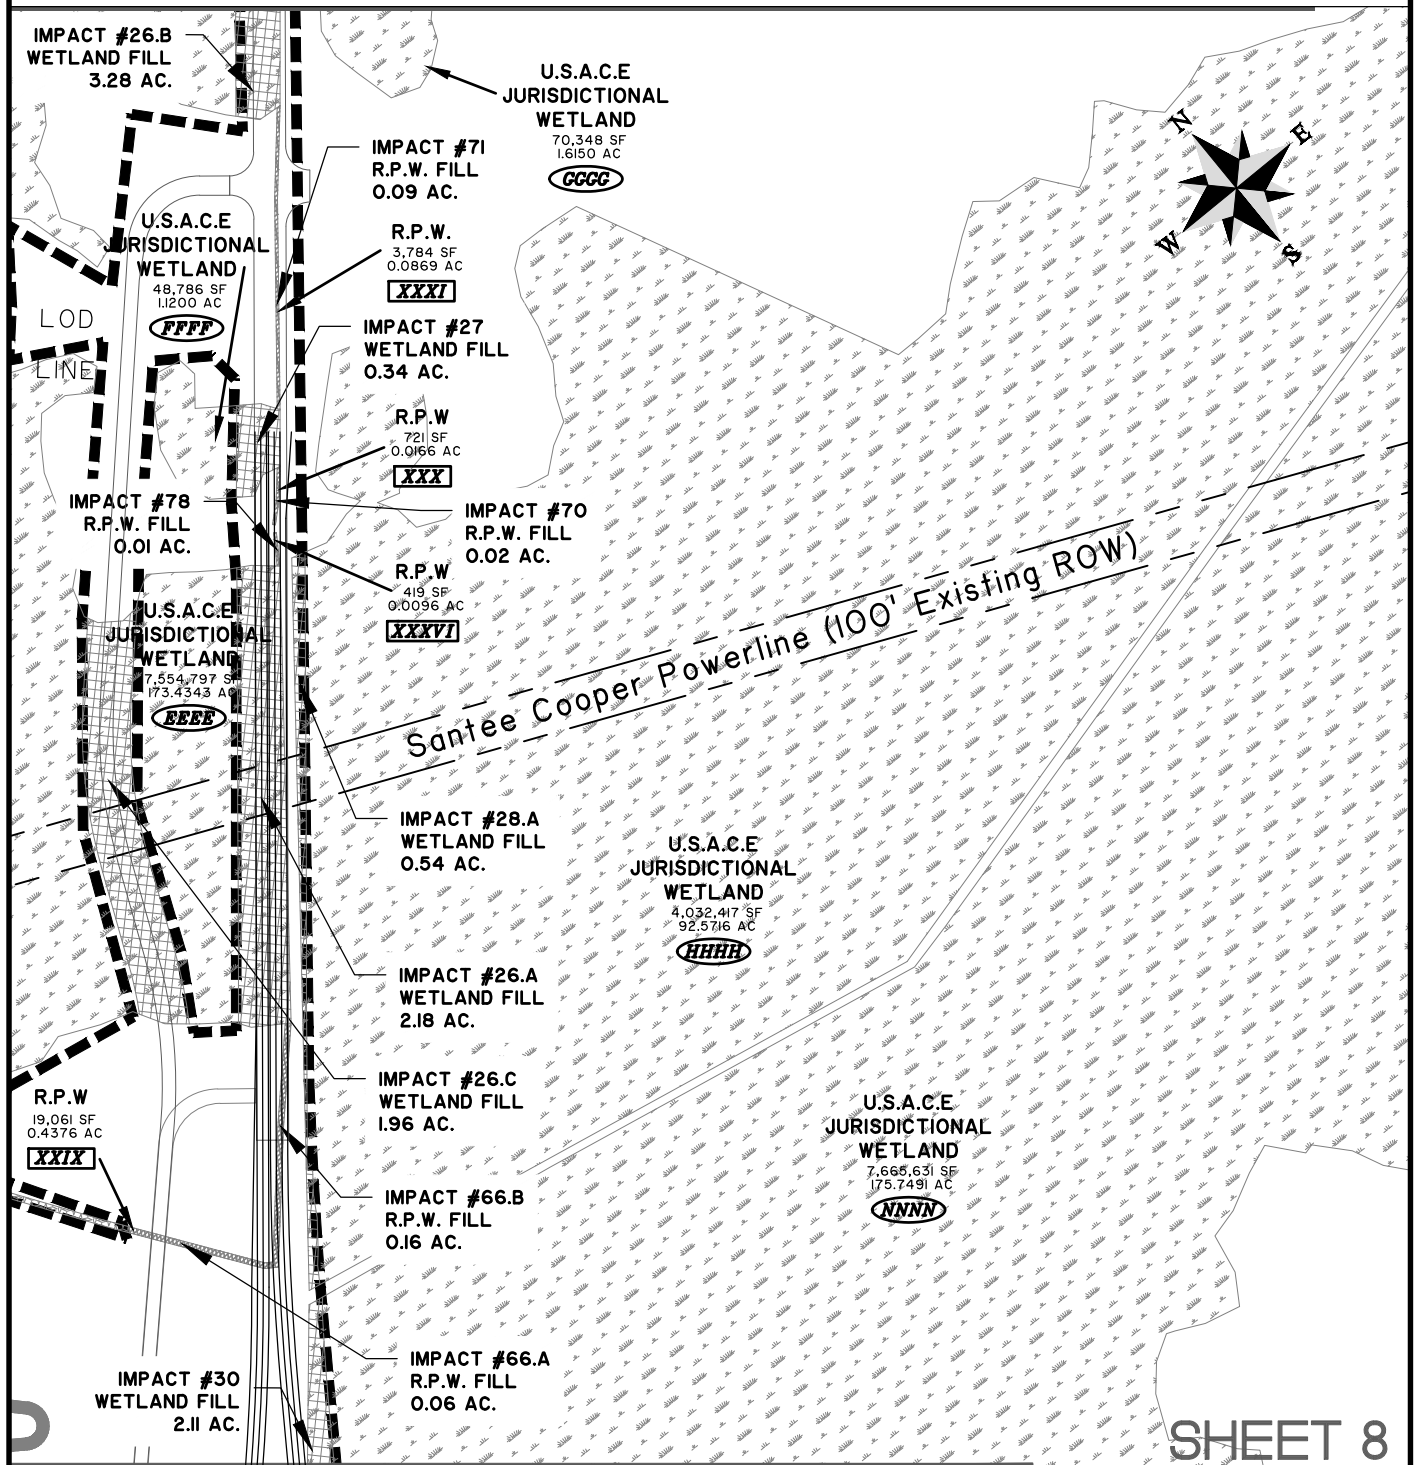 IMPACT #26.B
WETLAND FILL
3.28 AC.
U.S.A.C.E
JURISDICTIONAL
WETLAND
70,348 SF
1.6150 AC
GGGG
N
E
W
S
IMPACT #71
R.P.W. FILL
0.09 AC.
U.S.A.C.E
JURISDICTIONAL
WETLAND
48,786 SF
1.1200 AC
FFFF
R.P.W.
3,784 SF
0.0869 AC
XXXI
LOD
LINE
IMPACT #27
WETLAND FILL
0.34 AC.
R.P.W
721 SF
0.0166 AC
XXX
IMPACT #78
R.P.W. FILL
0.01 AC.
IMPACT #70
R.P.W. FILL
0.02 AC.
R.P.W
419 SF
0.0096 AC
XXXVI
Santee Cooper Powerline (100' Existing ROW)
U.S.A.C.E
JURISDICTIONAL
WETLAND
7,554,797 SF
173.4343 AC
EEEE
IMPACT #28.A
WETLAND FILL
0.54 AC.
U.S.A.C.E
JURISDICTIONAL
WETLAND
4,032,417 SF
92.5716 AC
HHHH
IMPACT #26.A
WETLAND FILL
2.18 AC.
IMPACT #26.C
WETLAND FILL
1.96 AC.
R.P.W
19,061 SF
0.4376 AC
XXIX
U.S.A.C.E
JURISDICTIONAL
WETLAND
7,665,631 SF
175.7491 AC
NNNN
IMPACT #66.B
R.P.W. FILL
0.16 AC.
IMPACT #66.A
R.P.W. FILL
0.06 AC.
IMPACT #30
WETLAND FILL
2.11 AC.
SHEET 8